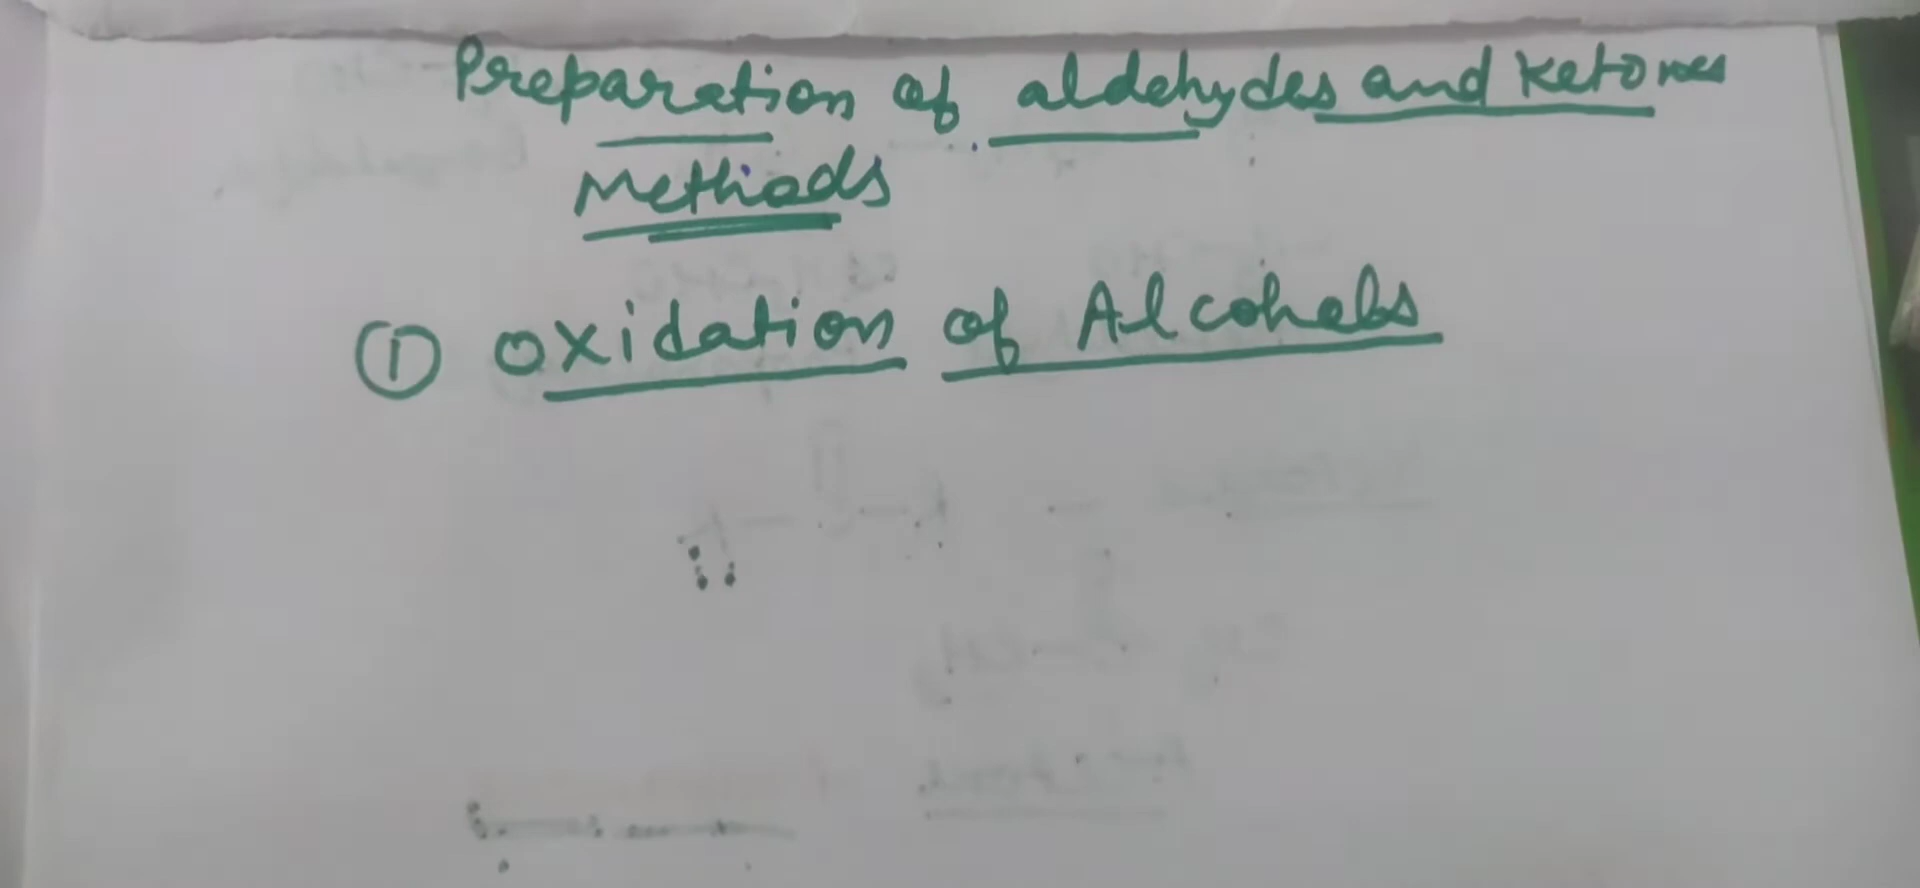 Preparation of aldehydes and Ketones
Methods
① Oxidation of Alcohols